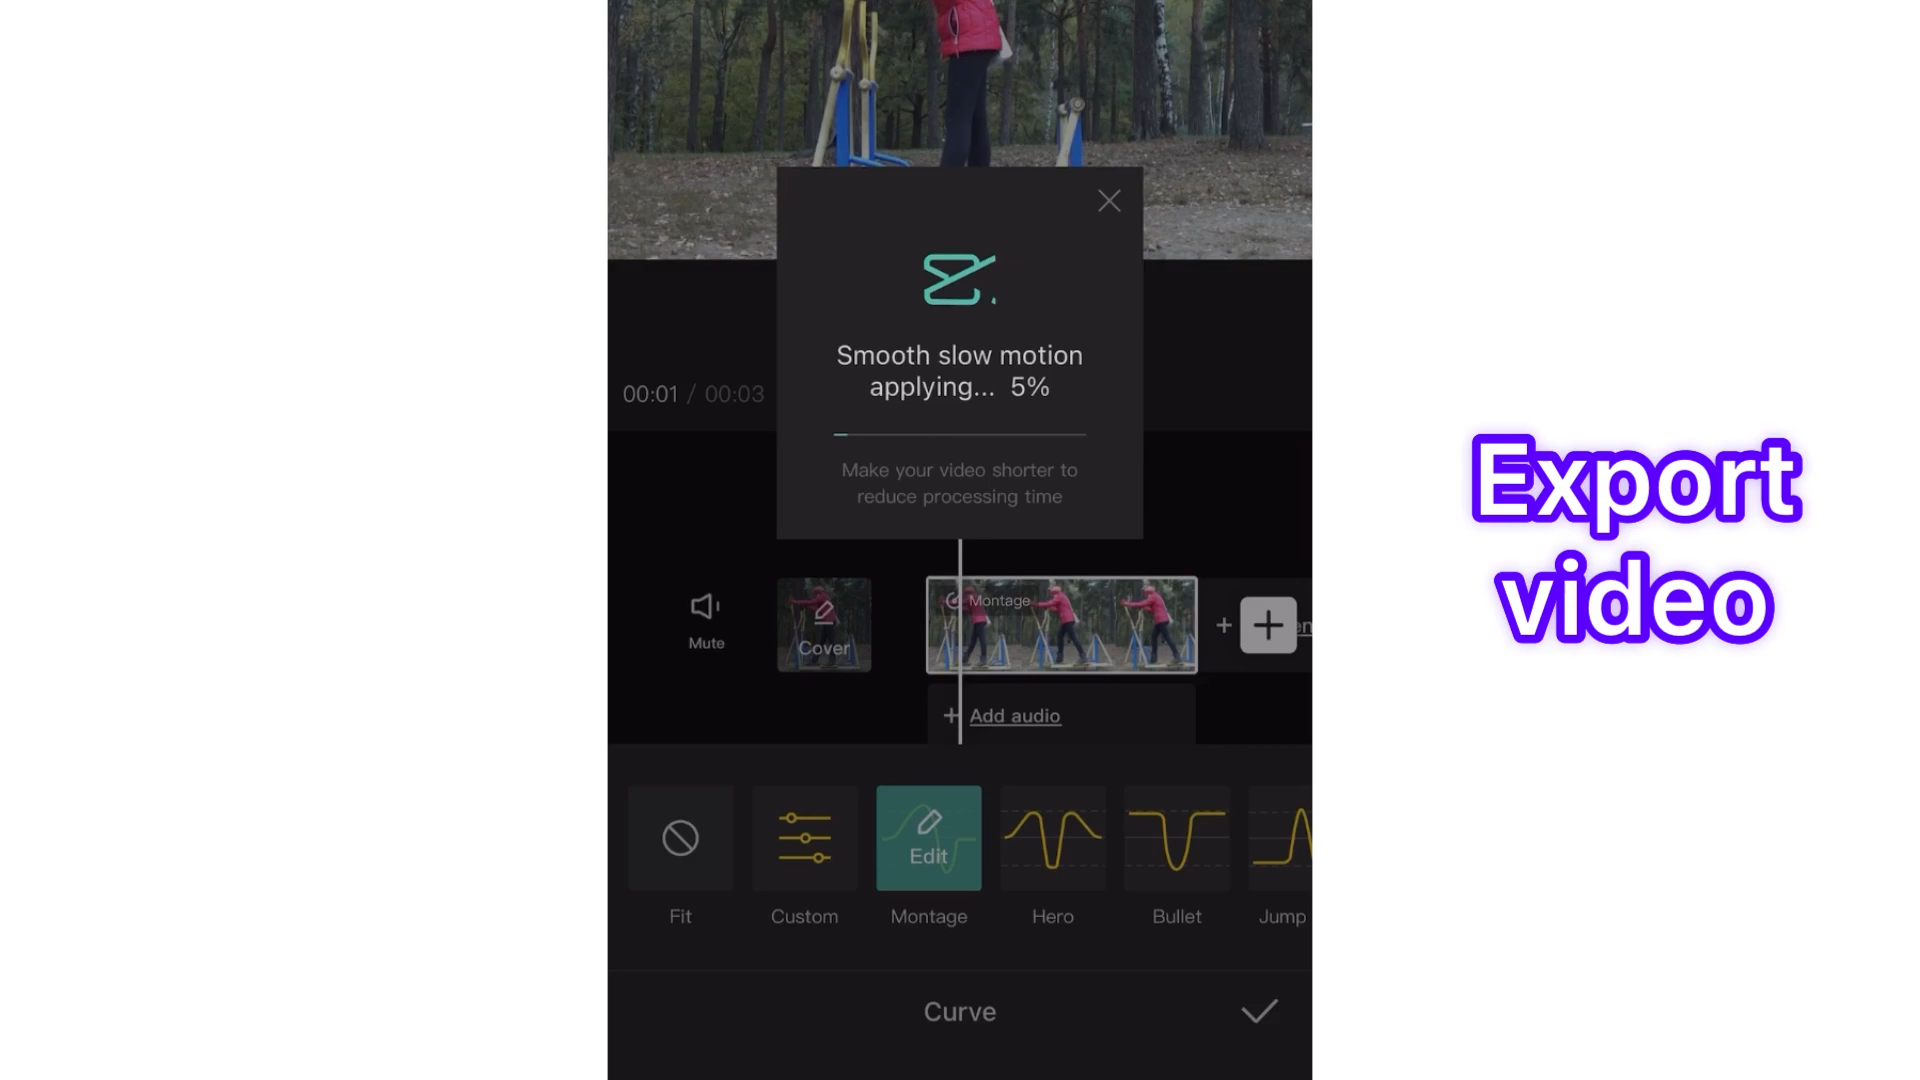 Smooth slow motion
applying... 5%
00:01 / 00:03
Make your video shorter to
reduce processing time
Export
video
Montage
Mute
Cover
+ Add audio
Edit
Fit
Custom
Montage
Hero
Bullet
Jump
Curve